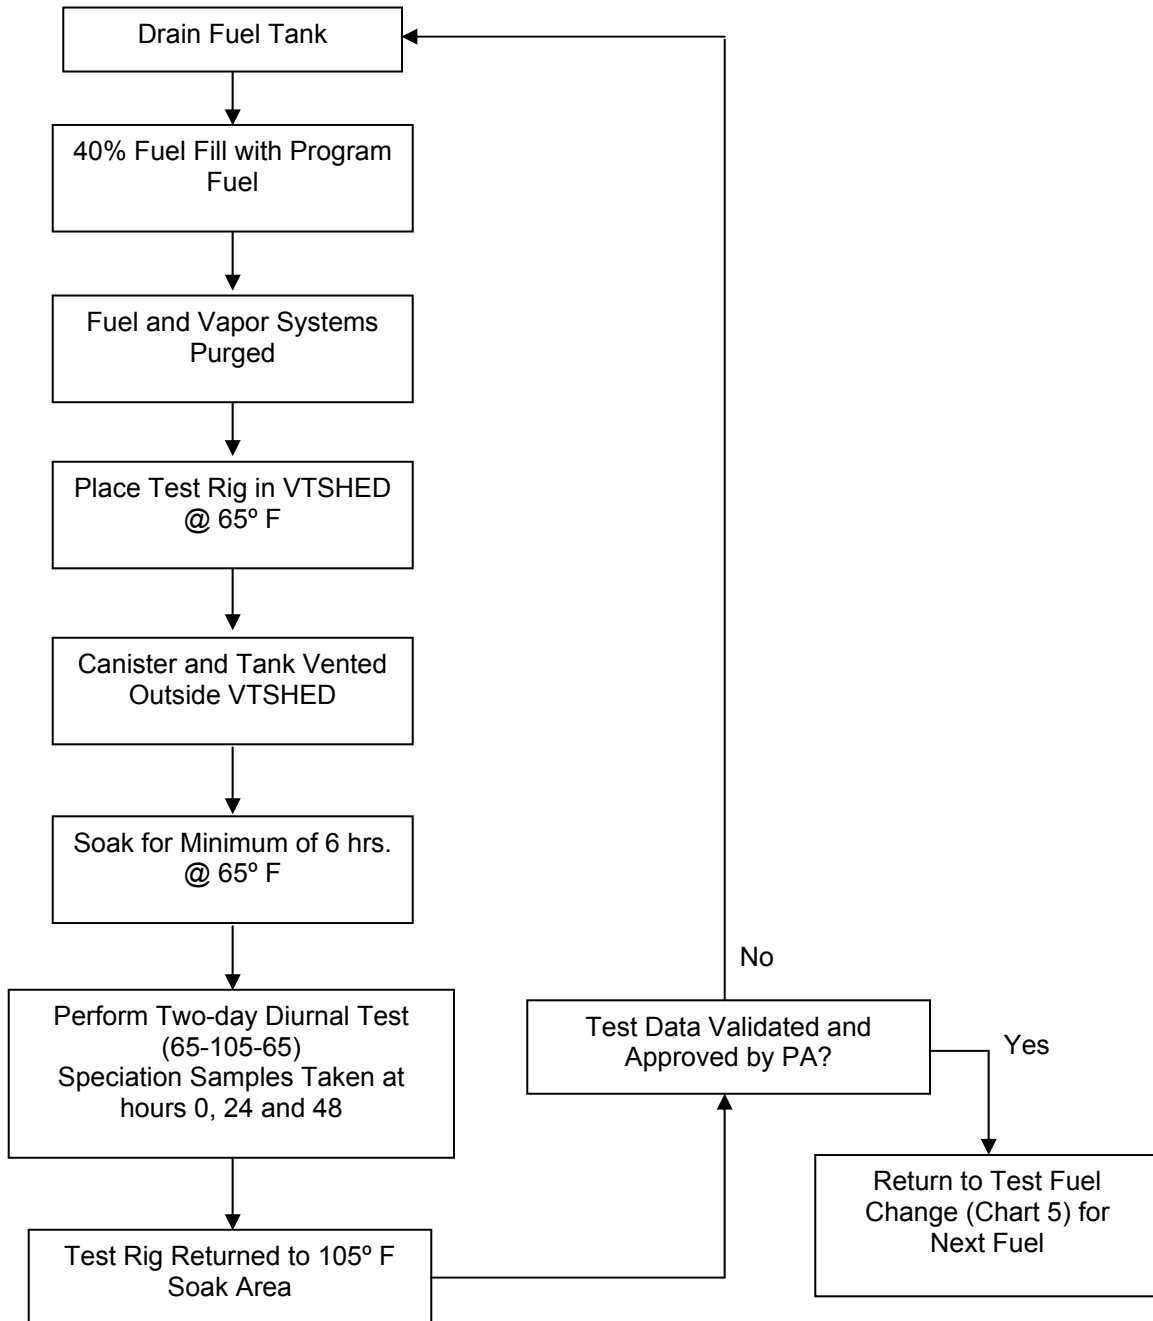 Drain Fuel Tank
40% Fuel Fill with Program
Fuel
Fuel and Vapor Systems
Purged
Place Test Rig in VTSHED
@ 65º F
Canister and Tank Vented
Outside VTSHED
Soak for Minimum of 6 hrs.
@ 65º F
Perform Two-day Diurnal Test
(65-105-65)
Speciation Samples Taken at
hours 0, 24 and 48
Test Rig Returned to 105º F
Soak Area
No
Test Data Validated and
Approved by PA?
Yes
Return to Test Fuel
Change (Chart 5) for
Next Fuel